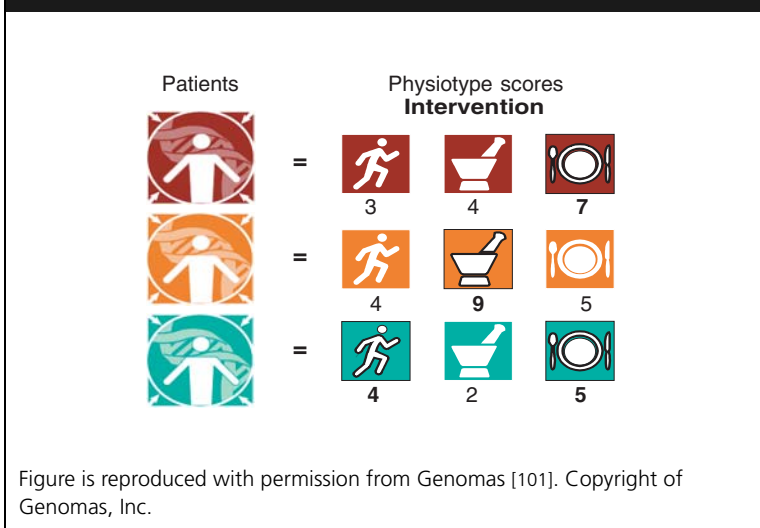 Patients
Physiotype scores
Intervention
=
3 4 7
=
4 9 5
=
4 2 5
Figure is reproduced with permission from Genomas [101]. Copyright of
Genomas, Inc.